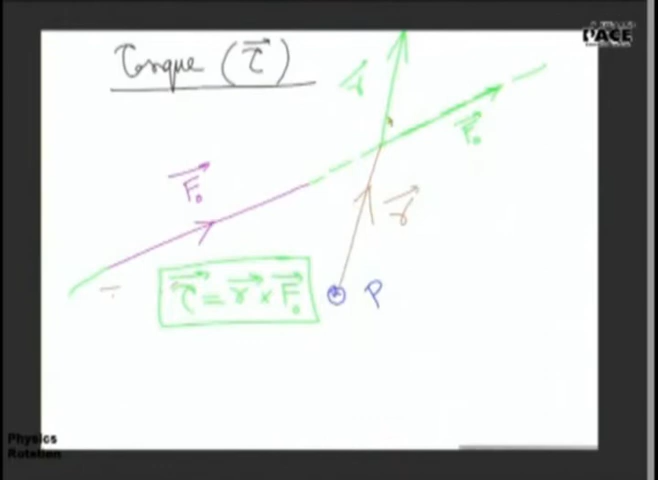 Torque (τ⃗)
r⃗
F⃗₀
F⃗₀
r⃗
τ⃗ = r⃗ × F⃗₀
P
PACE
Physics
Rotation